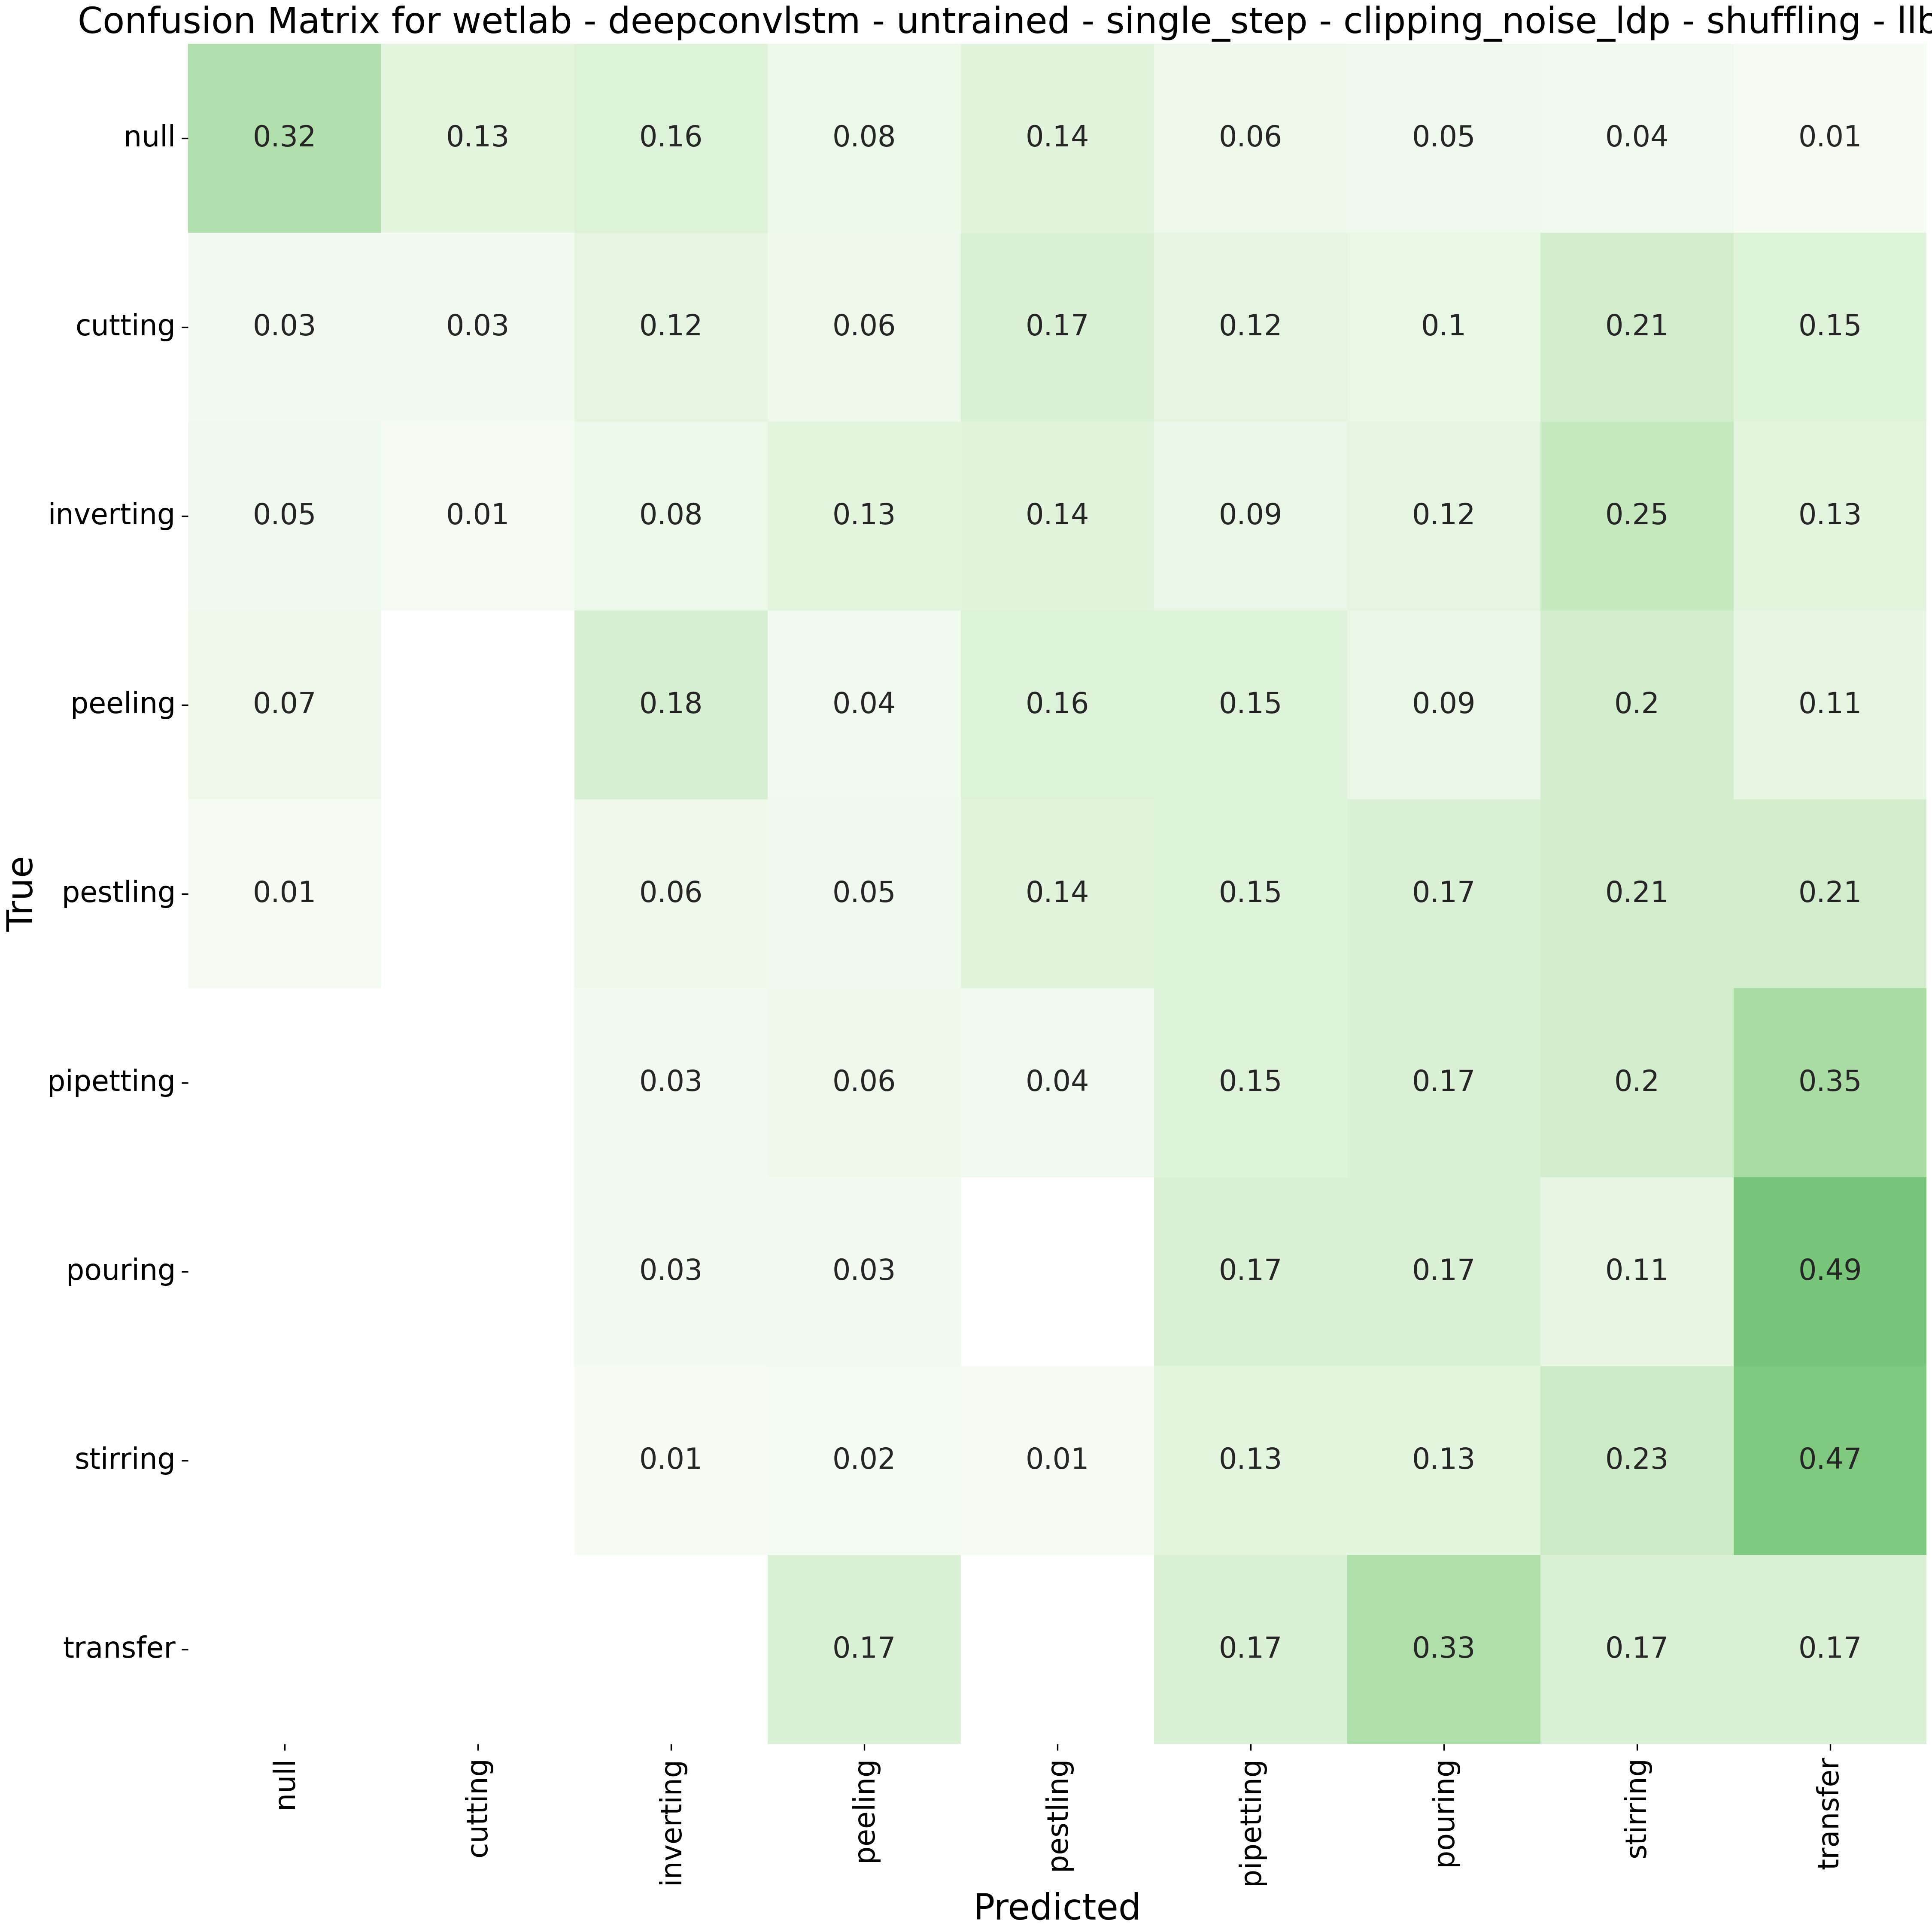 Confusion Matrix for wetlab - deepconvlstm - untrained - single_step - clipping_noise_ldp - shuffling - llb
null 0.32 0.13 0.16 0.08 0.14 0.06 0.05 0.04 0.01
cutting 0.03 0.03 0.12 0.06 0.17 0.12 0.1 0.21 0.15
inverting 0.05 0.01 0.08 0.13 0.14 0.09 0.12 0.25 0.13
peeling 0.07 0.18 0.04 0.16 0.15 0.09 0.2 0.11
pestling 0.01 0.06 0.05 0.14 0.15 0.17 0.21 0.21
pipetting 0.03 0.06 0.04 0.15 0.17 0.2 0.35
pouring 0.03 0.03 0.17 0.17 0.11 0.49
stirring 0.01 0.02 0.01 0.13 0.13 0.23 0.47
transfer 0.17 0.17 0.33 0.17 0.17
True
null cutting inverting peeling pestling pipetting pouring stirring transfer
Predicted